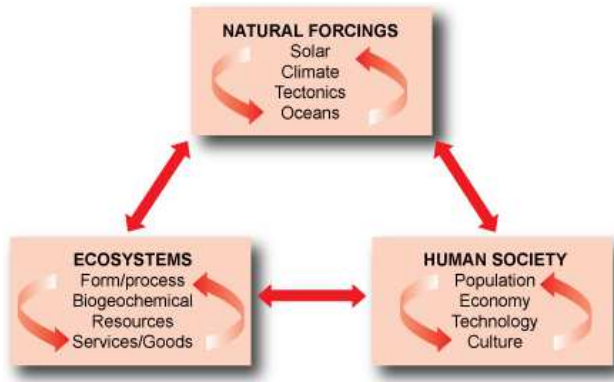 NATURAL FORCINGS
Solar
Climate
Tectonics
Oceans
ECOSYSTEMS
Form/process
Biogeochemical
Resources
Services/Goods
HUMAN SOCIETY
Population
Economy
Technology
Culture